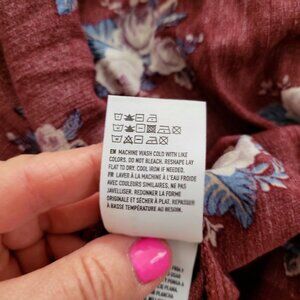 EN MACHINE WASH COLD WITH LIKE
COLORS. DO NOT BLEACH. RESHAPE LAY
FLAT TO DRY. COOL IRON IF NEEDED.
FR LAVER À LA MACHINE À L'EAU FROIDE
AVEC COULEURS SIMILAIRES, NE PAS
JAVELLISER. REDONNER LA FORME
ORIGINALE ET SÉCHER À PLAT. REPASSER
À BASSE TEMPÉRATURE AU BESOIN.